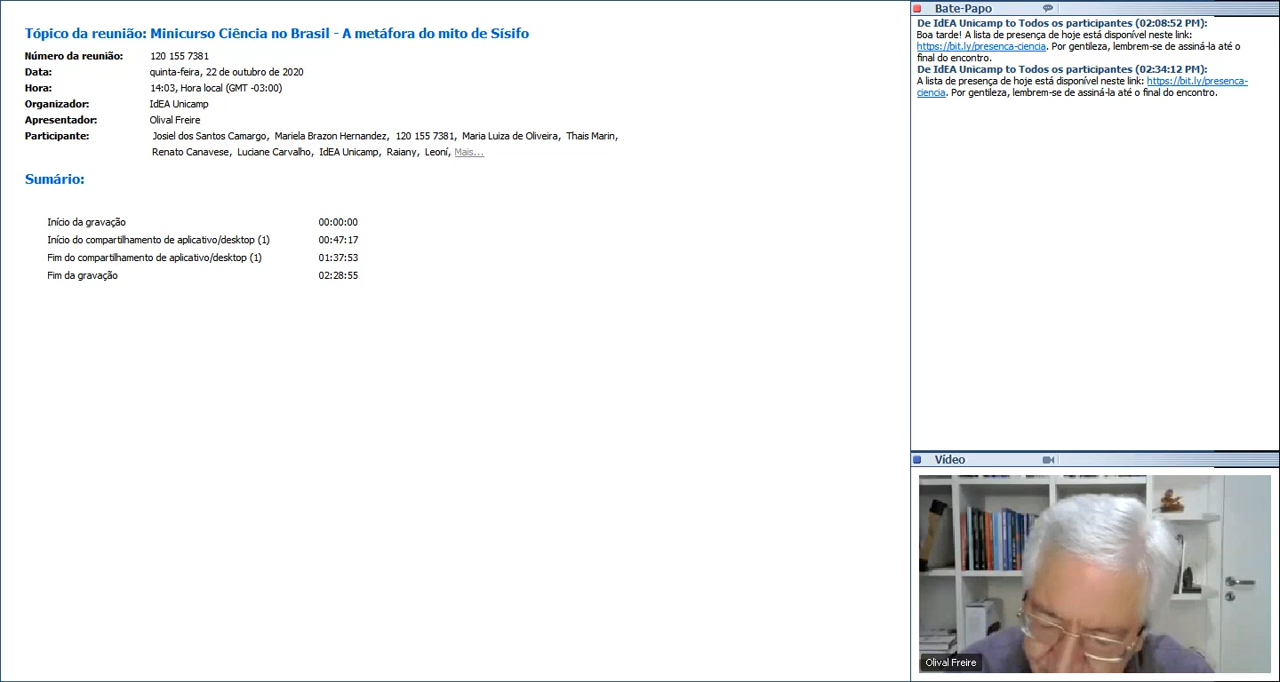 Tópico da reunião: Minicurso Ciência no Brasil - A metáfora do mito de Sísifo
Número da reunião: 120 155 7381
Data: quinta-feira, 22 de outubro de 2020
Hora: 14:03, Hora local (GMT -03:00)
Organizador: IdEA Unicamp
Apresentador: Olival Freire
Participante: Josiel dos Santos Camargo, Mariela Brazon Hernandez, 120 155 7381, Maria Luiza de Oliveira, Thais Marin,
Renato Canavese, Luciane Carvalho, IdEA Unicamp, Raiany, Leoní, Mais...
Sumário:
Início da gravação 00:00:00
Início do compartilhamento de aplicativo/desktop (1) 00:47:17
Fim do compartilhamento de aplicativo/desktop (1) 01:37:53
Fim da gravação 02:28:55
Bate-Papo
De IdEA Unicamp to Todos os participantes (02:08:52 PM):
Boa tarde! A lista de presença de hoje está disponível neste link:
https://bit.ly/presenca-ciencia. Por gentileza, lembrem-se de assiná-la até o
final do encontro.
De IdEA Unicamp to Todos os participantes (02:34:12 PM):
A lista de presença de hoje está disponível neste link: https://bit.ly/presenca-
ciencia. Por gentileza, lembrem-se de assiná-la até o final do encontro.
Vídeo
Olival Freire